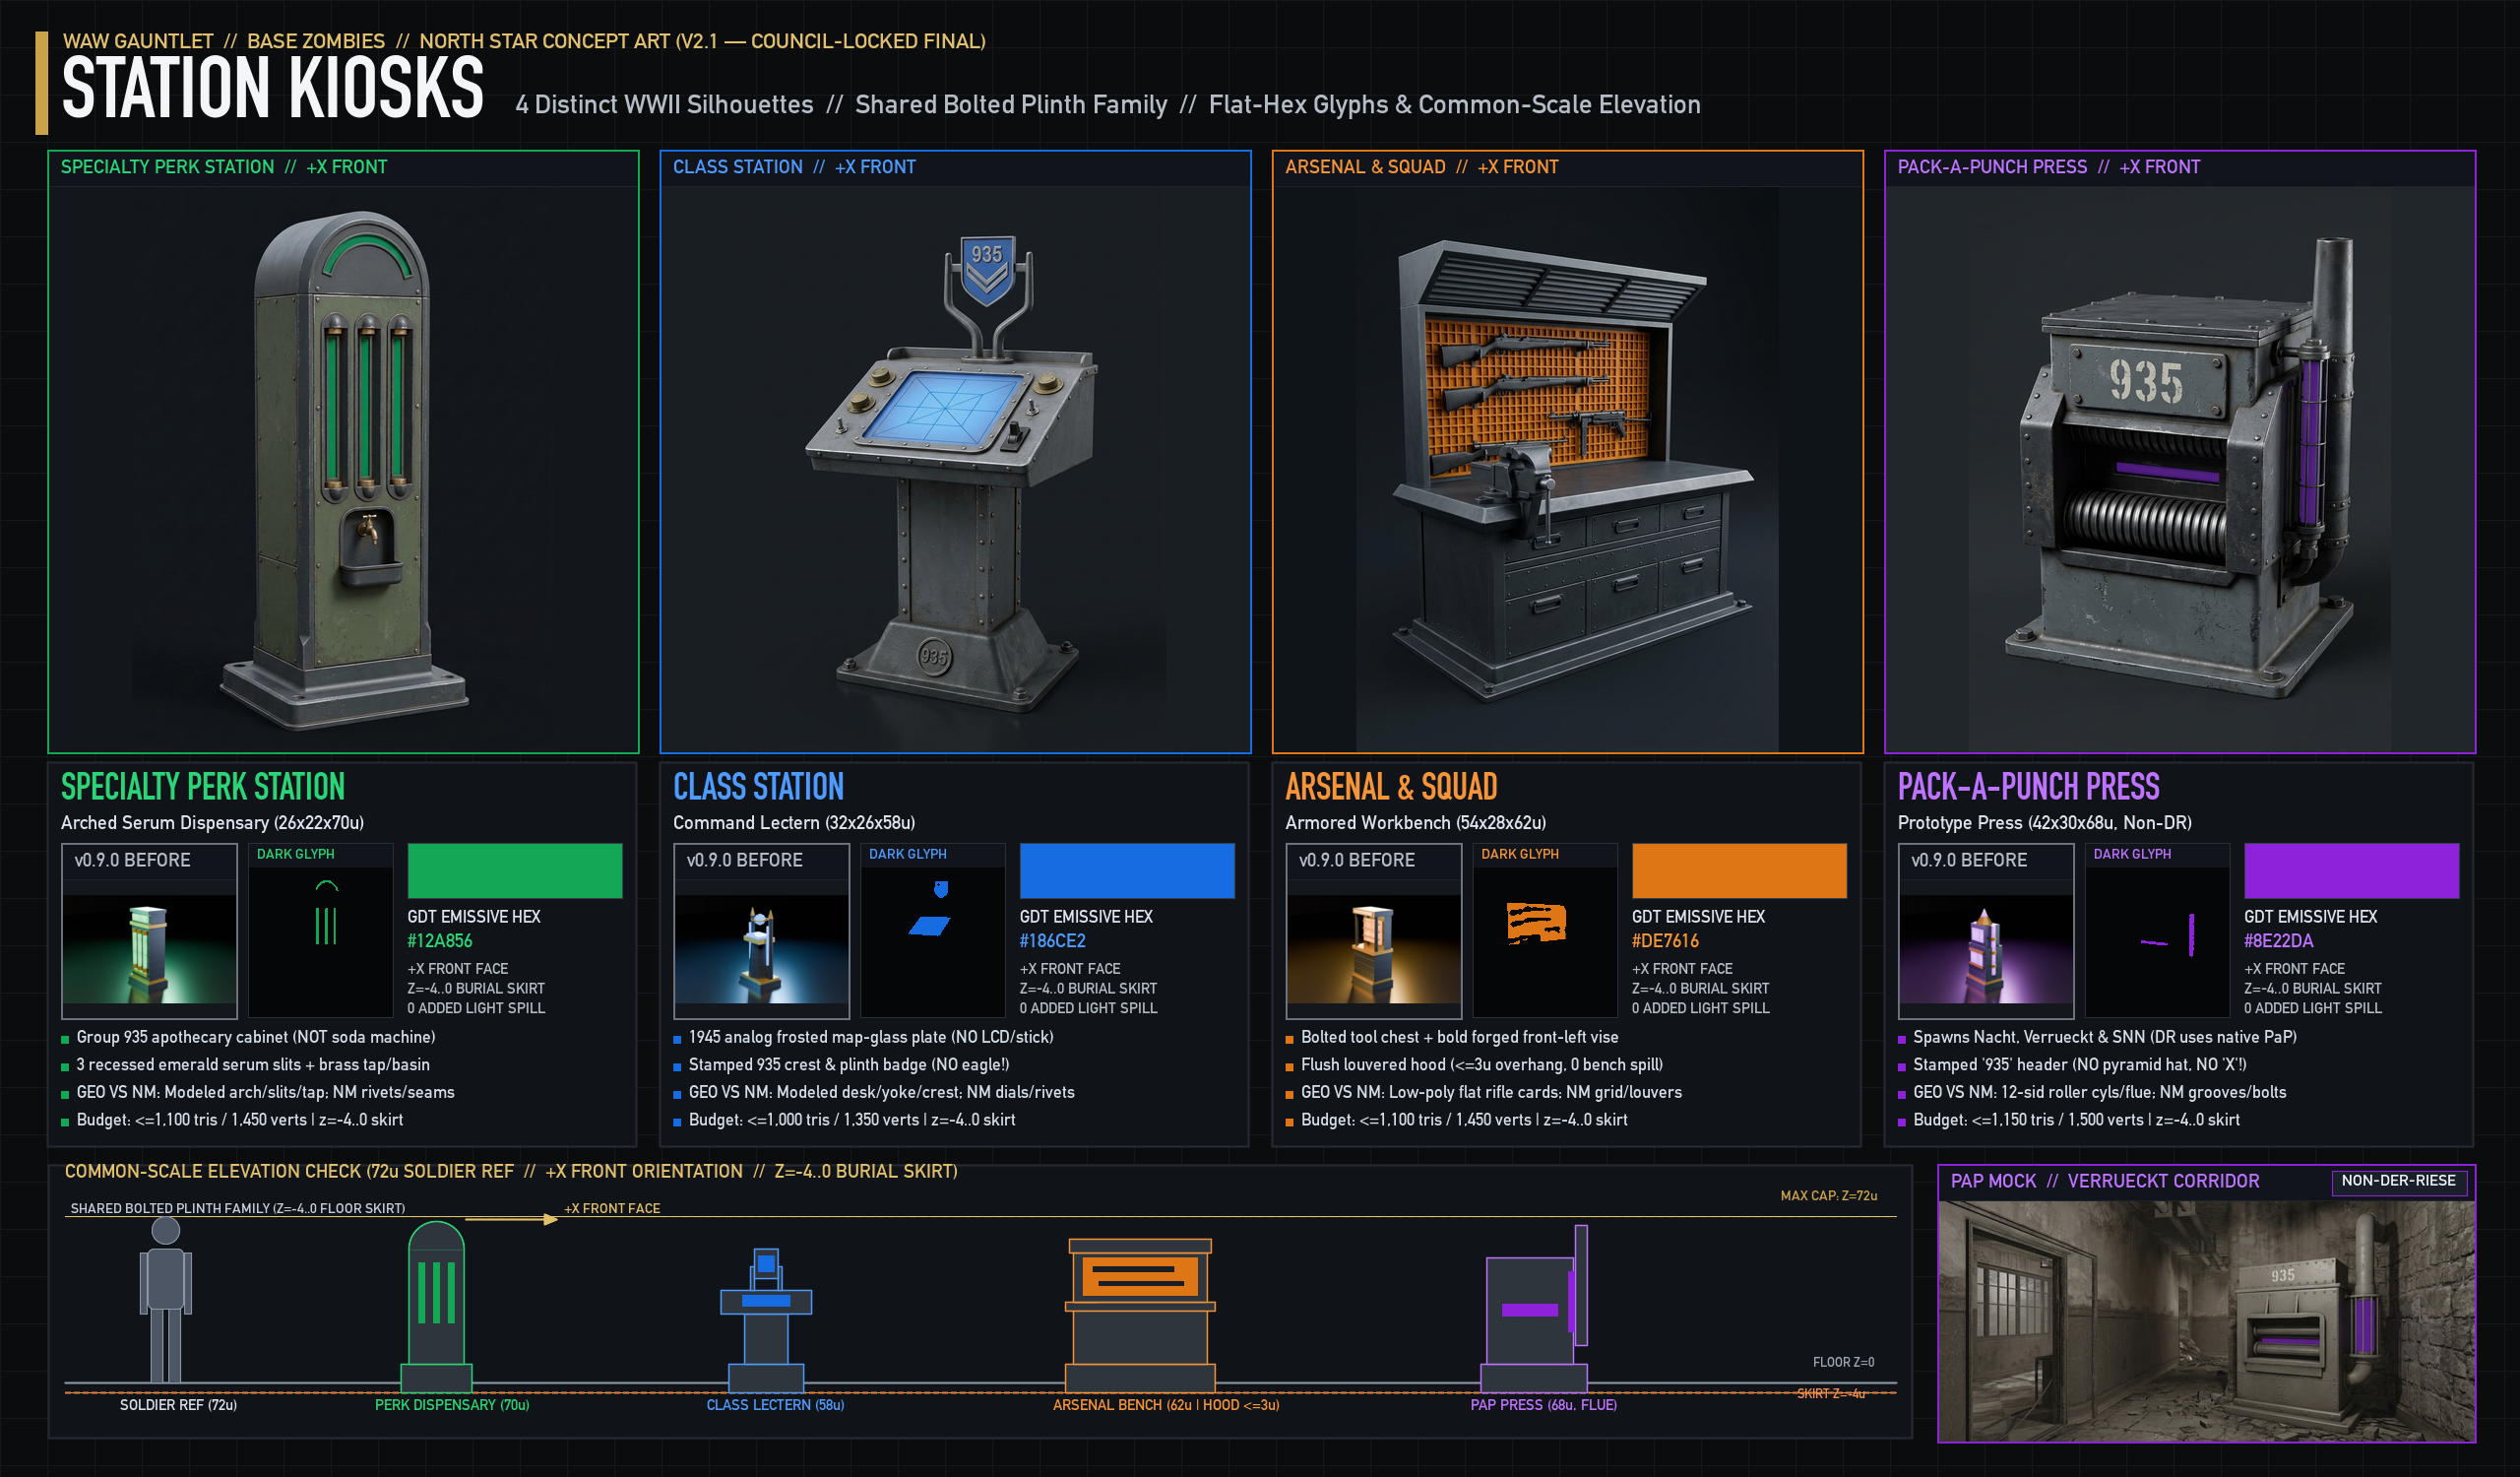 WAW GAUNTLET // BASE ZOMBIES // NORTH STAR CONCEPT ART (V2.1 — COUNCIL-LOCKED FINAL)
STATION KIOSKS
4 Distinct WWII Silhouettes // Shared Bolted Plinth Family // Flat-Hex Glyphs & Common-Scale Elevation
SPECIALTY PERK STATION // +X FRONT
CLASS STATION // +X FRONT
935
935
ARSENAL & SQUAD // +X FRONT
PACK-A-PUNCH PRESS // +X FRONT
935
SPECIALTY PERK STATION
Arched Serum Dispensary (26x22x70u)
v0.9.0 BEFORE
DARK GLYPH
GDT EMISSIVE HEX
#12A856
+X FRONT FACE
Z=-4..0 BURIAL SKIRT
0 ADDED LIGHT SPILL
Group 935 apothecary cabinet (NOT soda machine)
3 recessed emerald serum slits + brass tap/basin
GEO VS NM: Modeled arch/slits/tap; NM rivets/seams
Budget: <=1,100 tris / 1,450 verts | z=-4..0 skirt
CLASS STATION
Command Lectern (32x26x58u)
v0.9.0 BEFORE
DARK GLYPH
GDT EMISSIVE HEX
#186CE2
+X FRONT FACE
Z=-4..0 BURIAL SKIRT
0 ADDED LIGHT SPILL
1945 analog frosted map-glass plate (NO LCD/stick)
Stamped 935 crest & plinth badge (NO eagle!)
GEO VS NM: Modeled desk/yoke/crest; NM dials/rivets
Budget: <=1,000 tris / 1,350 verts | z=-4..0 skirt
ARSENAL & SQUAD
Armored Workbench (54x28x62u)
v0.9.0 BEFORE
DARK GLYPH
GDT EMISSIVE HEX
#DE7616
+X FRONT FACE
Z=-4..0 BURIAL SKIRT
0 ADDED LIGHT SPILL
Bolted tool chest + bold forged front-left vise
Flush louvered hood (<=3u overhang, 0 bench spill)
GEO VS NM: Low-poly flat rifle cards; NM grid/louvers
Budget: <=1,100 tris / 1,450 verts | z=-4..0 skirt
PACK-A-PUNCH PRESS
Prototype Press (42x30x68u, Non-DR)
v0.9.0 BEFORE
DARK GLYPH
GDT EMISSIVE HEX
#8E22DA
+X FRONT FACE
Z=-4..0 BURIAL SKIRT
0 ADDED LIGHT SPILL
Spawns Nacht, Verrueckt & SNN (DR uses native PaP)
Stamped '935' header (NO pyramid hat, NO 'X'!)
GEO VS NM: 12-sid roller cyls/flue; NM grooves/bolts
Budget: <=1,150 tris / 1,500 verts | z=-4..0 skirt
COMMON-SCALE ELEVATION CHECK (72u SOLDIER REF // +X FRONT ORIENTATION // Z=-4..0 BURIAL SKIRT)
MAX CAP: Z=72u
SHARED BOLTED PLINTH FAMILY (Z=-4..0 FLOOR SKIRT)
+X FRONT FACE
FLOOR Z=0
SKIRT Z=-4u
SOLDIER REF (72u)
PERK DISPENSARY (70u)
CLASS LECTERN (58u)
ARSENAL BENCH (62u | HOOD <=3u)
PAP PRESS (68u, FLUE)
PAP MOCK // VERRUECKT CORRIDOR
NON-DER-RIESE
935